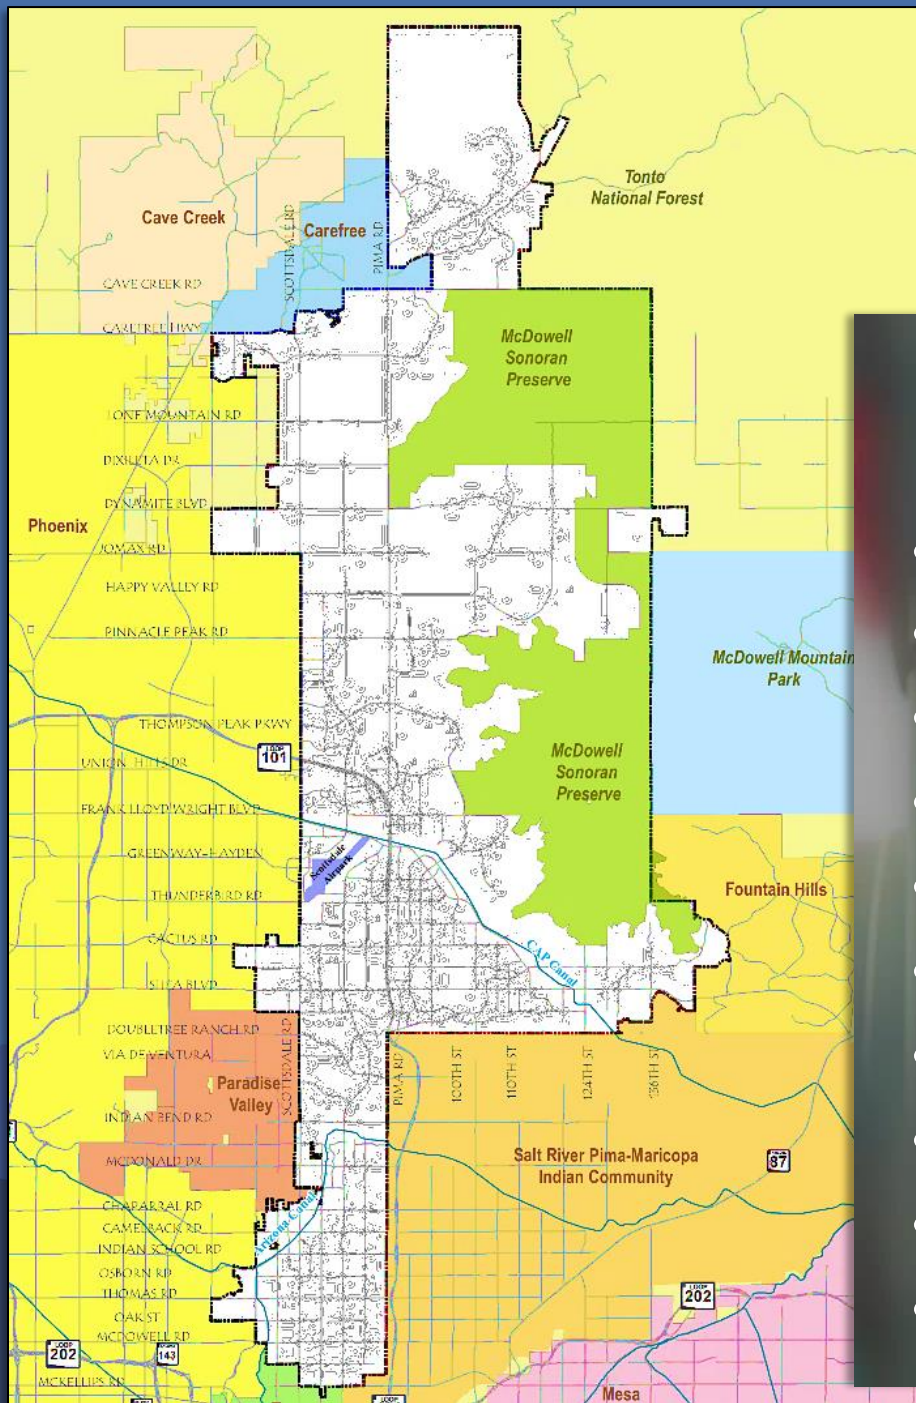 Tonto
National Forest
Cave Creek
Carefree
SCOTTSDALE RD
PIMA RD
CAVE CREEK RD
CAREFREE HWY
McDowell
Sonoran
Preserve
LONE MOUNTAIN RD
DIXILETA DR
DYNAMITE BLVD
Phoenix
JOMAX RD
HAPPY VALLEY RD
PINNACLE PEAK RD
McDowell Mountain
Park
THOMPSON PEAK PKWY
LOOP
101
UNION HILLS DR
McDowell
Sonoran
Preserve
FRANK LLOYD WRIGHT BLVD
GREENWAY-HAYDEN
Scottsdale
Airpark
THUNDERBIRD RD
Fountain Hills
CACTUS RD
CAP Canal
SHEA BLVD
DOUBLETREE RANCH RD
VIA DE VENTURA
SCOTTSDALE RD
PIMA RD
100TH ST
110TH ST
124TH ST
136TH ST
Paradise
Valley
INDIAN BEND RD
MCDONALD DR
Salt River Pima-Maricopa
Indian Community
87
CHAPARRAL RD
CAMELBACK RD
Arizona Canal
INDIAN SCHOOL RD
OSBORN RD
THOMAS RD
LOOP
202
OAK ST
MCDOWELL RD
LOOP
202
143
MCKELLIPS RD
Mesa
LOOP